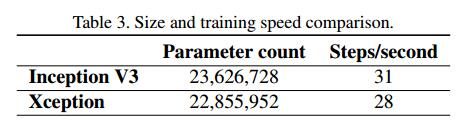 Table 3. Size and training speed comparison.
Parameter count Steps/second
Inception V3 23,626,728 31
Xception 22,855,952 28